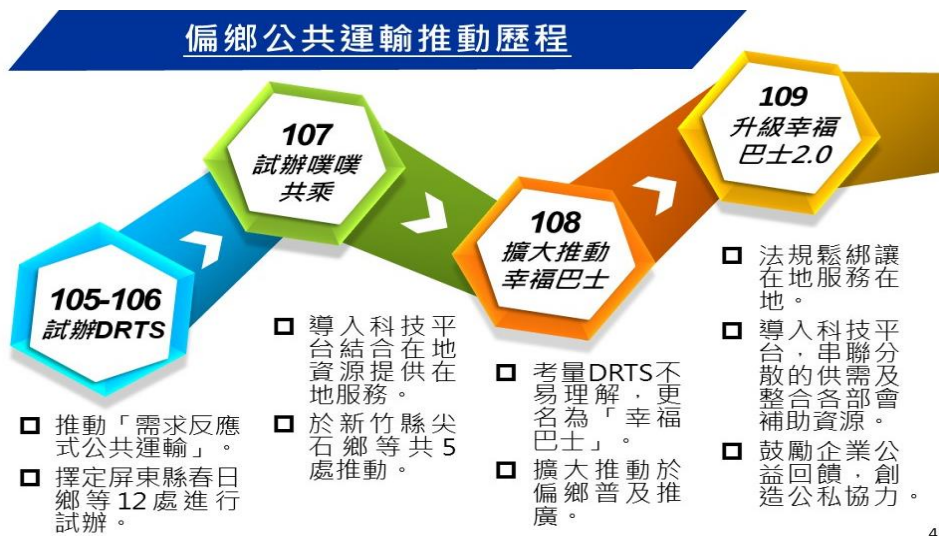 偏鄉公共運輸推動歷程
105-106
試辦DRTS
推動「需求反應
式公共運輸」。
擇定屏東縣春日
鄉等12處進行
試辦。
107
試辦噗噗
共乘
導入科技平
台結合在地
資源提供在
地服務。
於新竹縣尖
石鄉等共5
處推動。
108
擴大推動
幸福巴士
考量DRTS不
易理解，更
名為「幸福
巴士」。
擴大推動於
偏鄉普及推
廣。
109
升級幸福
巴士2.0
法規鬆綁讓
在地服務在
地。
導入科技平
台，串聯分
散的供需及
整合各部會
補助資源。
鼓勵企業公
益回饋，創
造公私協力。
4